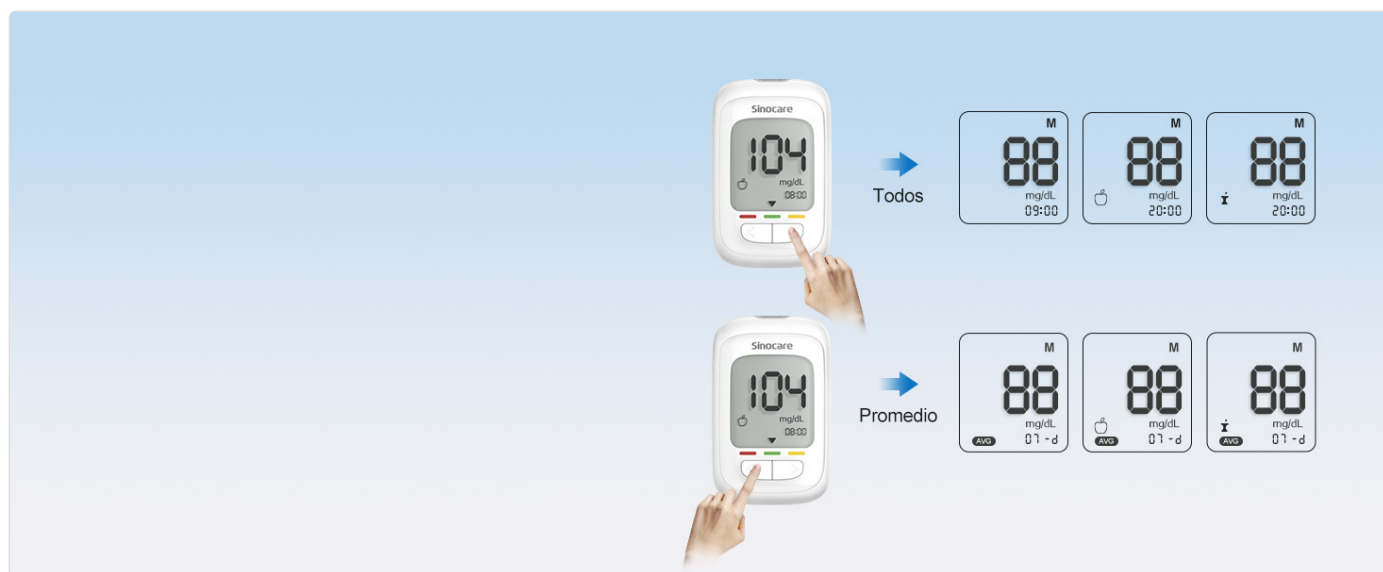 Sinocare
104
mg/dL
08:00
Todos
M
88
mg/dL
09:00
M
88
mg/dL
20:00
M
88
mg/dL
20:00
Sinocare
104
mg/dL
08:00
Promedio
M
88
mg/dL
AVG 07-d
M
88
mg/dL
AVG 07-d
M
88
mg/dL
AVG 07-d